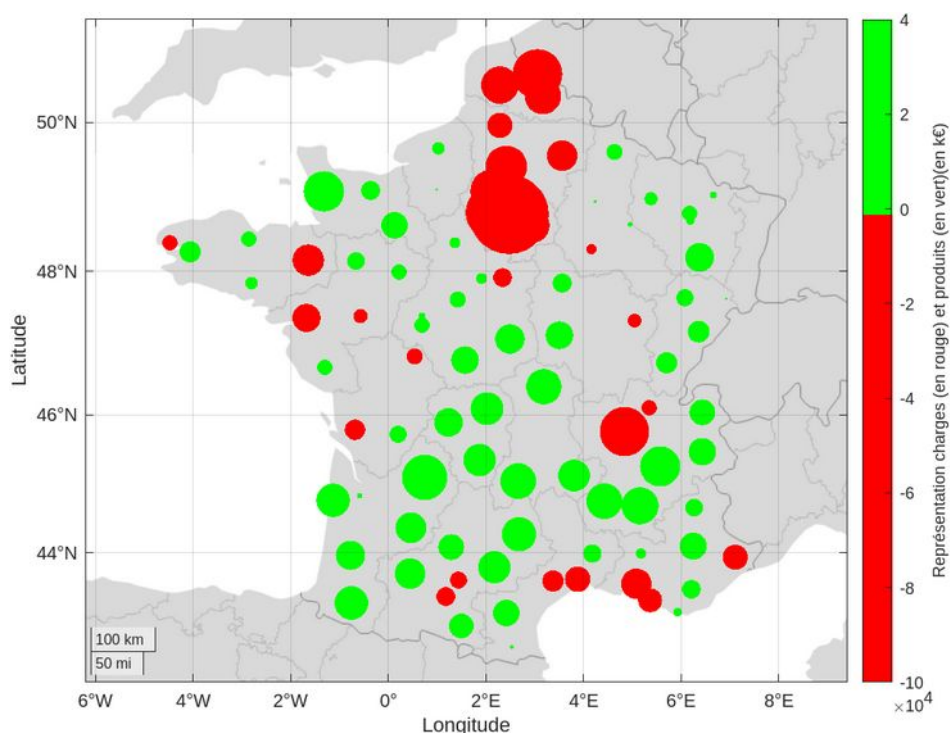 50°N
48°N
46°N
44°N
Latitude
100 km
50 mi
6°W
4°W
2°W
0°
2°E
4°E
6°E
8°E
Longitude
4
2
0
-2
-4
-6
-8
-10
×10⁴
Représentation charges (en rouge) et produits (en vert)(en k€)